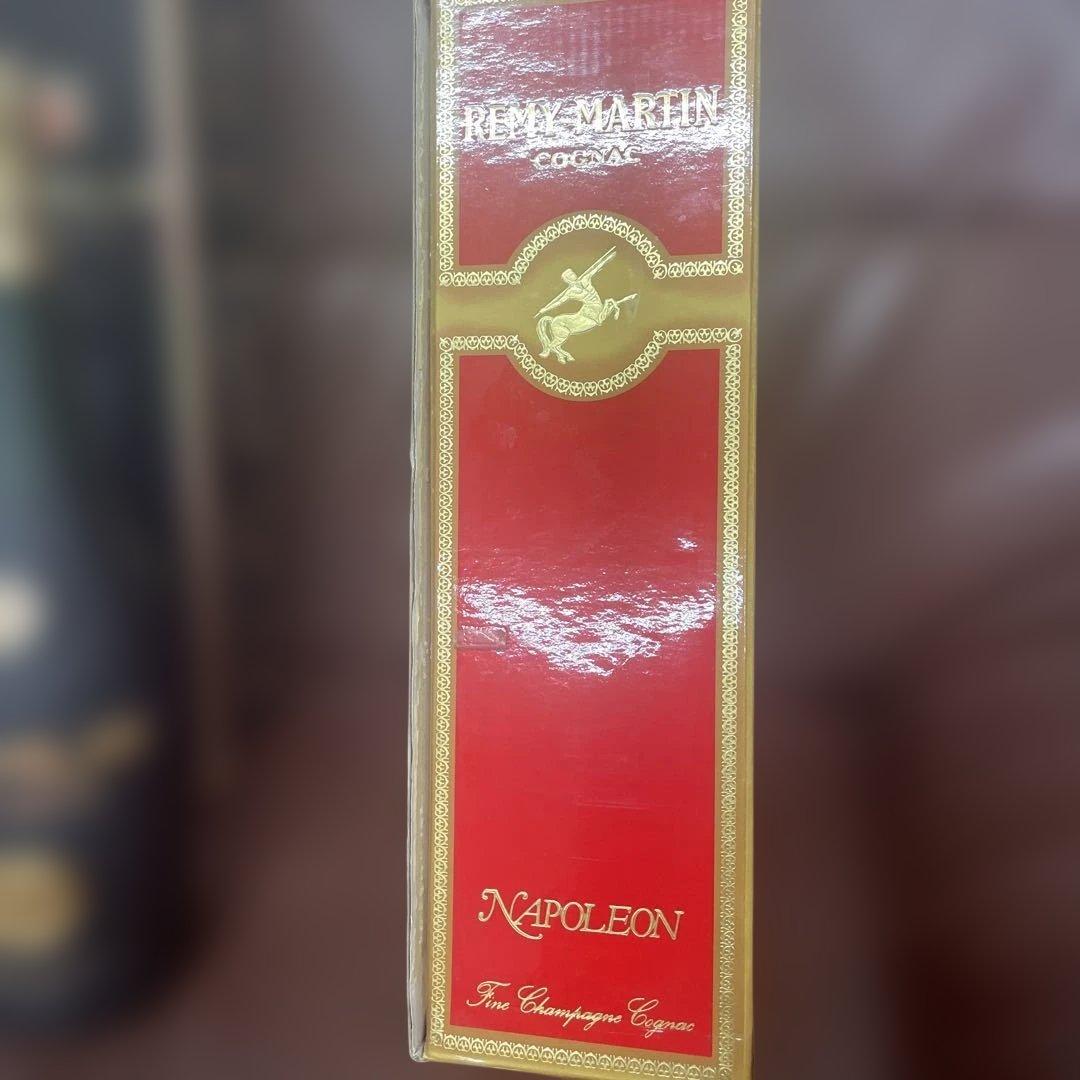 REMY MARTIN
COGNAC
NAPOLEON
Fine Champagne Cognac